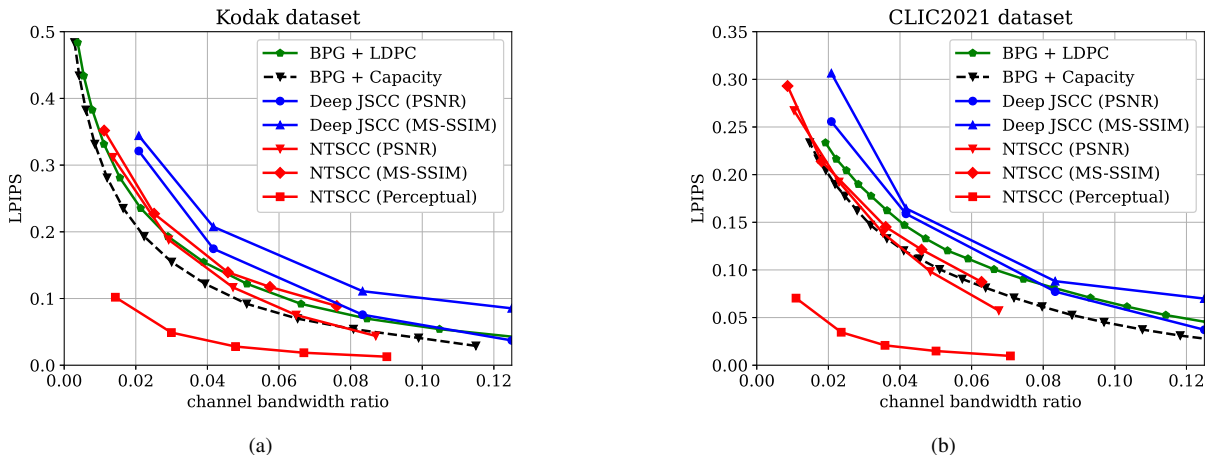 Kodak dataset
0.5
0.4
0.3
0.2
0.1
0.0
LPIPS
BPG + LDPC
BPG + Capacity
Deep JSCC (PSNR)
Deep JSCC (MS-SSIM)
NTSCC (PSNR)
NTSCC (MS-SSIM)
NTSCC (Perceptual)
0.00 0.02 0.04 0.06 0.08 0.10 0.12
channel bandwidth ratio
(a)
CLIC2021 dataset
0.35
0.30
0.25
0.20
0.15
0.10
0.05
0.00
LPIPS
BPG + LDPC
BPG + Capacity
Deep JSCC (PSNR)
Deep JSCC (MS-SSIM)
NTSCC (PSNR)
NTSCC (MS-SSIM)
NTSCC (Perceptual)
0.00 0.02 0.04 0.06 0.08 0.10 0.12
channel bandwidth ratio
(b)